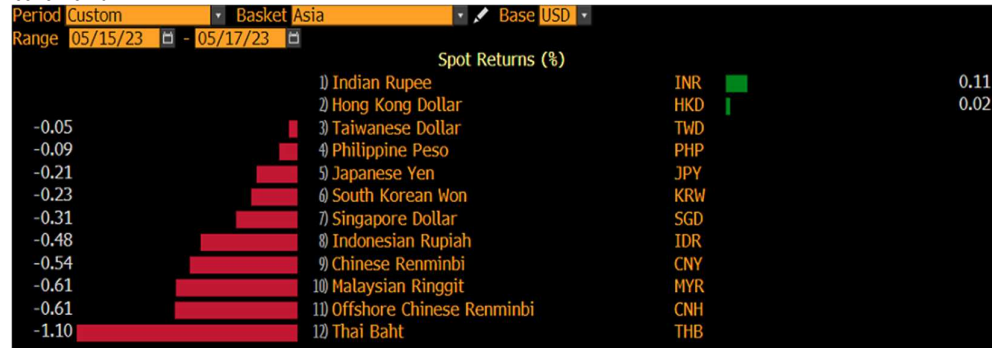 Period Custom Basket Asia Base USD
Range 05/15/23 - 05/17/23
Spot Returns (%)
1) Indian Rupee INR 0.11
2) Hong Kong Dollar HKD 0.02
-0.05 3) Taiwanese Dollar TWD
-0.09 4) Philippine Peso PHP
-0.21 5) Japanese Yen JPY
-0.23 6) South Korean Won KRW
-0.31 7) Singapore Dollar SGD
-0.48 8) Indonesian Rupiah IDR
-0.54 9) Chinese Renminbi CNY
-0.61 10) Malaysian Ringgit MYR
-0.61 11) Offshore Chinese Renminbi CNH
-1.10 12) Thai Baht THB